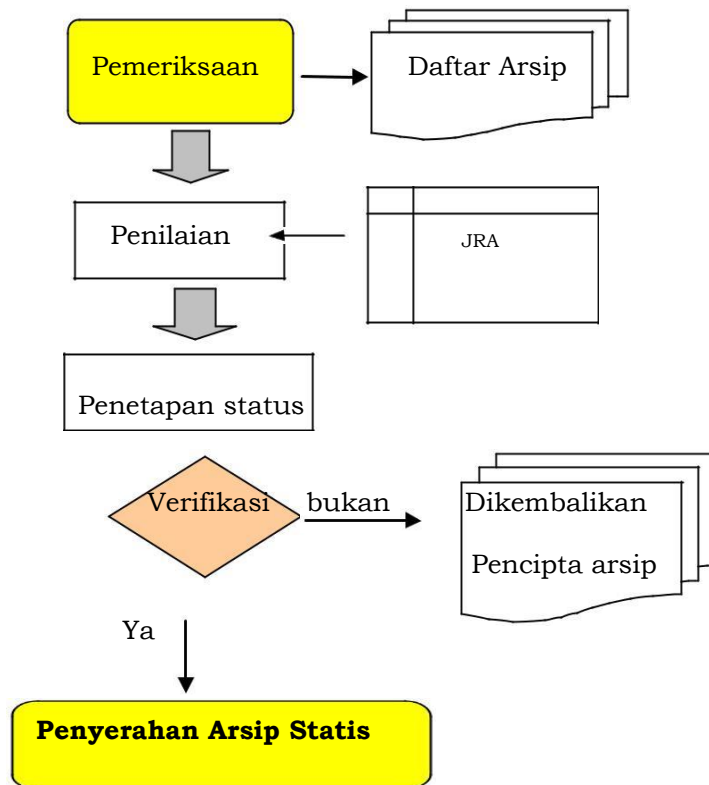 Pemeriksaan
Daftar Arsip
Penilaian
JRA
Penetapan status
Verifikasi
bukan
Dikembalikan
Pencipta arsip
Ya
Penyerahan Arsip Statis